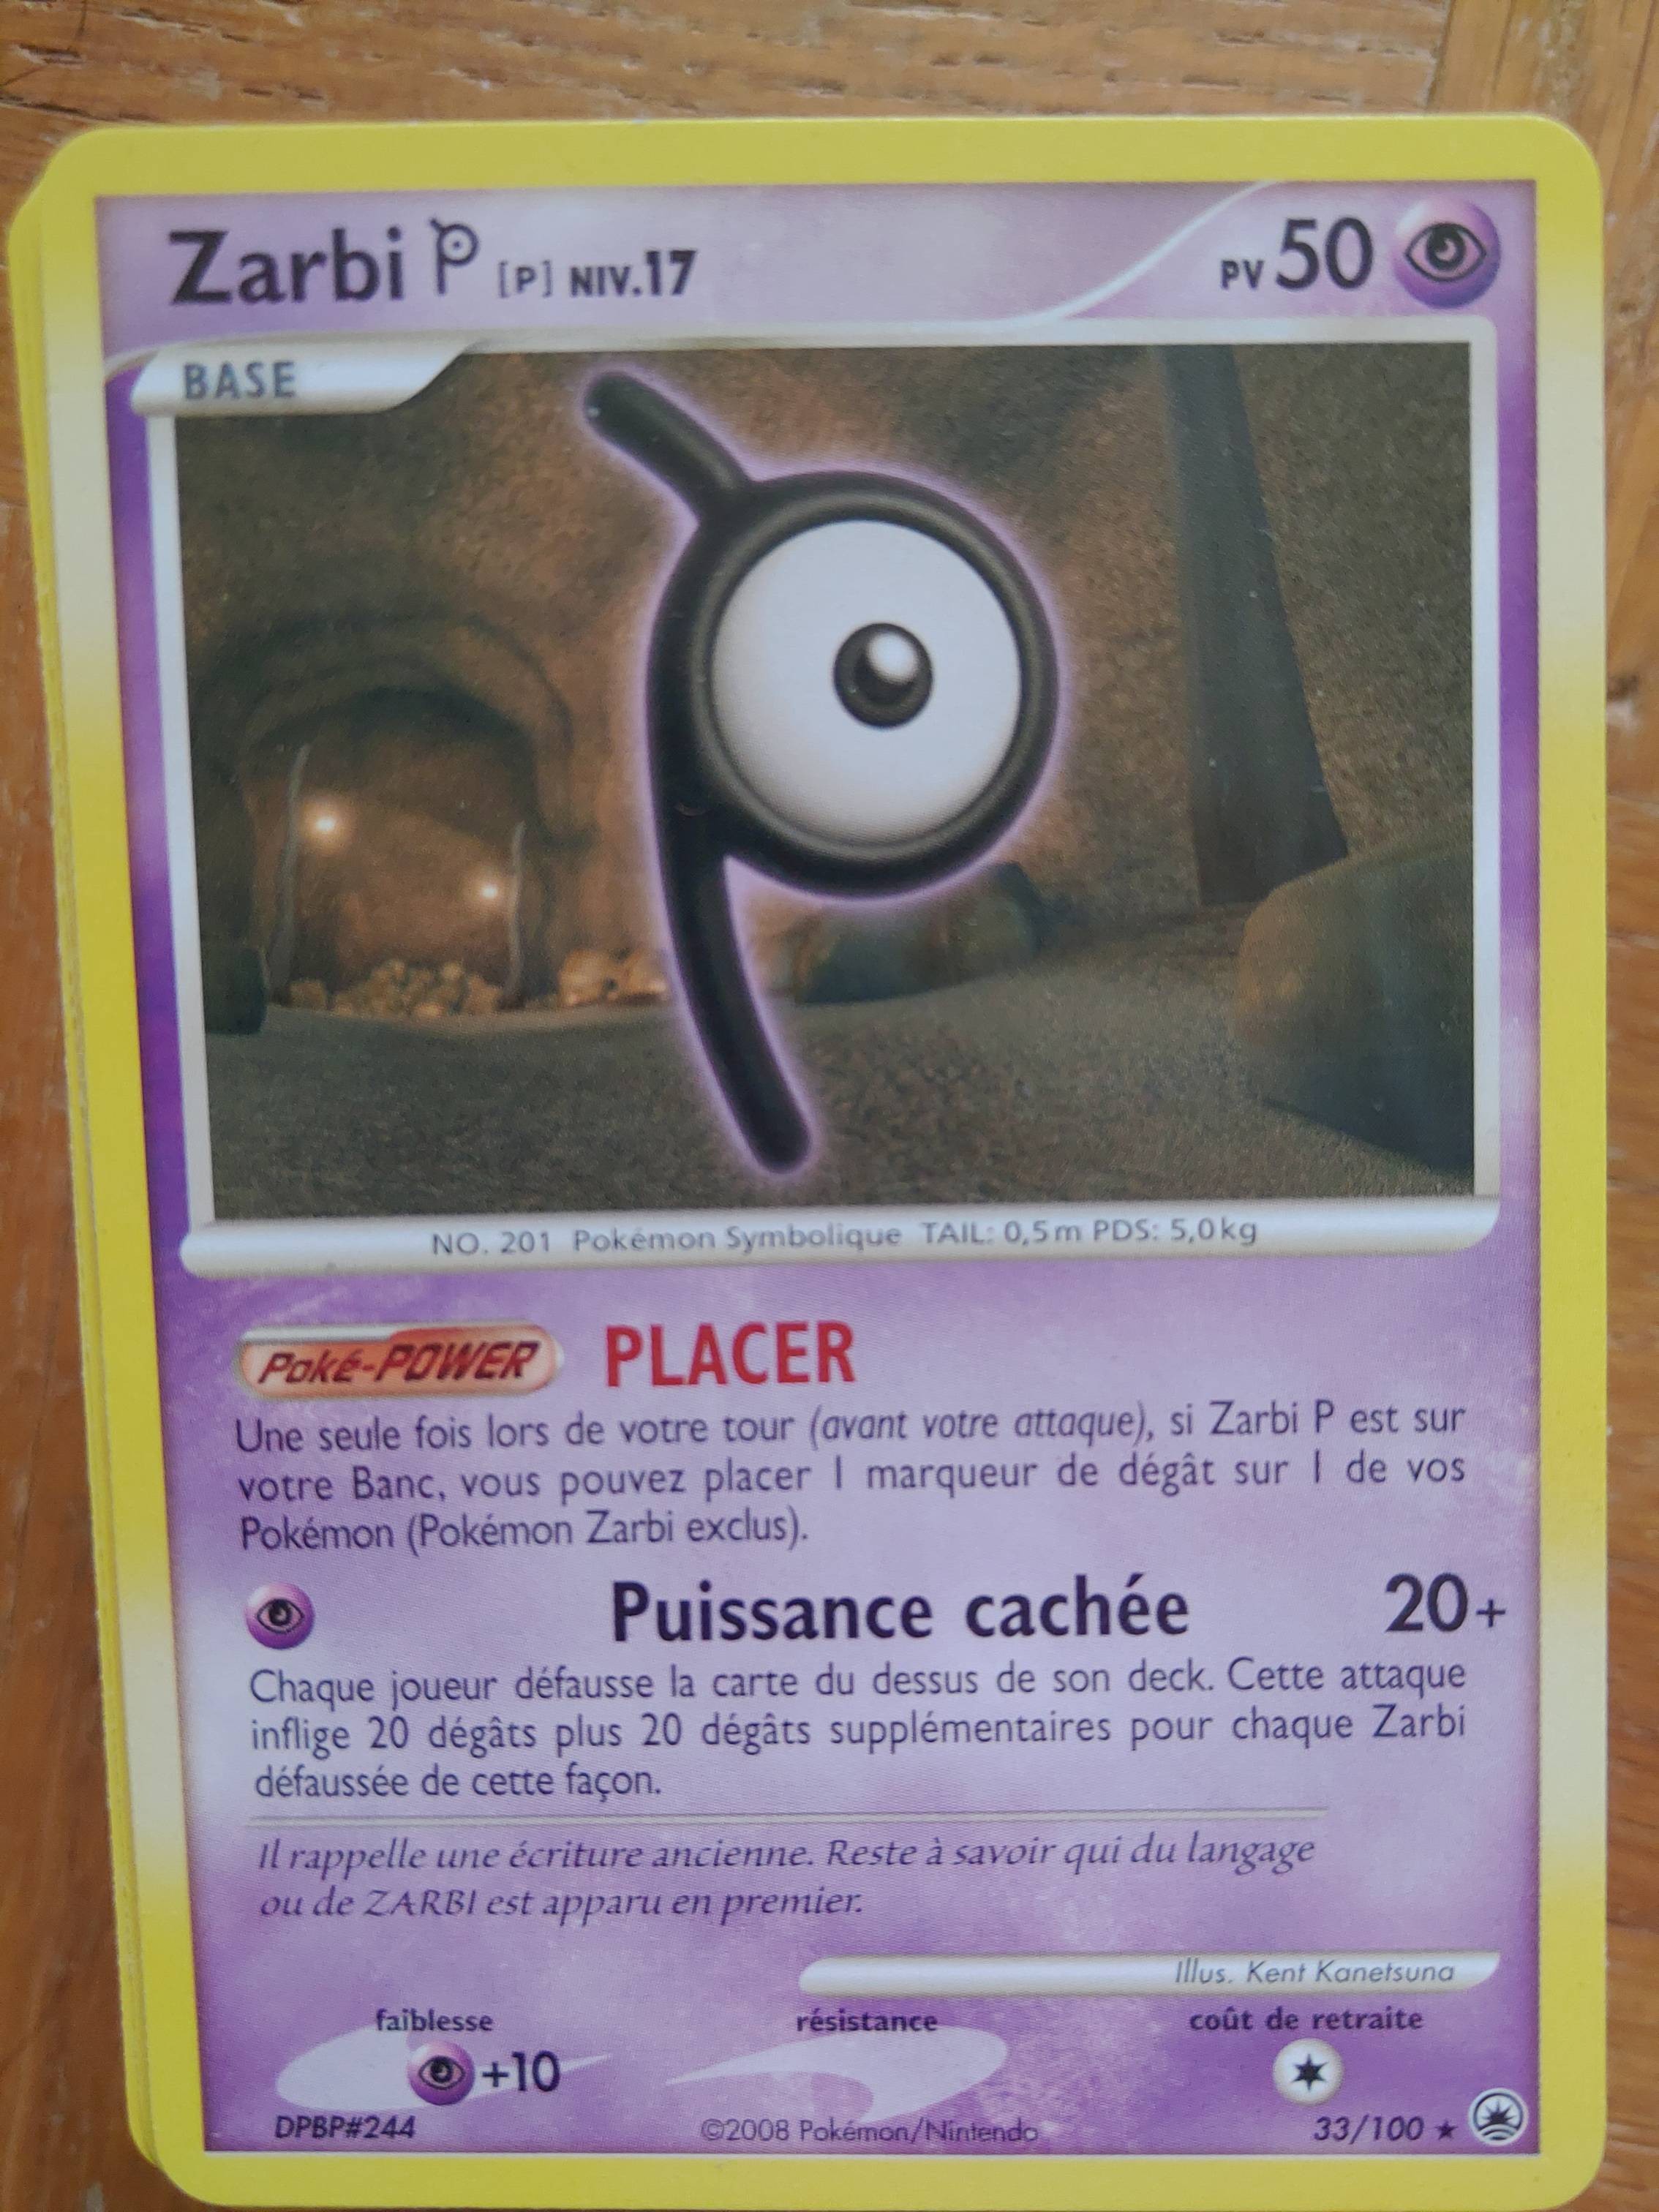 Zarbi P [P] NIV.17
PV 50
BASE
NO. 201 Pokémon Symbolique TAIL: 0,5m PDS: 5,0kg
Poké-POWER PLACER
Une seule fois lors de votre tour (avant votre attaque), si Zarbi P est sur
votre Banc, vous pouvez placer 1 marqueur de dégât sur 1 de vos
Pokémon (Pokémon Zarbi exclus).
Puissance cachée 20+
Chaque joueur défausse la carte du dessus de son deck. Cette attaque
inflige 20 dégâts plus 20 dégâts supplémentaires pour chaque Zarbi
défaussée de cette façon.
Il rappelle une écriture ancienne. Reste à savoir qui du langage
ou de ZARBI est apparu en premier.
Illus. Kent Kanetsuna
faiblesse résistance coût de retraite
+10
DPBP#244 ©2008 Pokémon/Nintendo 33/100 ★